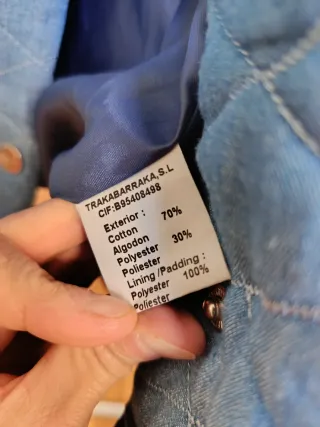 TRAKABARRAKA,S.L
CIF:B95408498
Exterior : 70%
Cotton
Algodon
Polyester 30%
Poliester
Lining /Padding :
Polyester 100%
Poliester